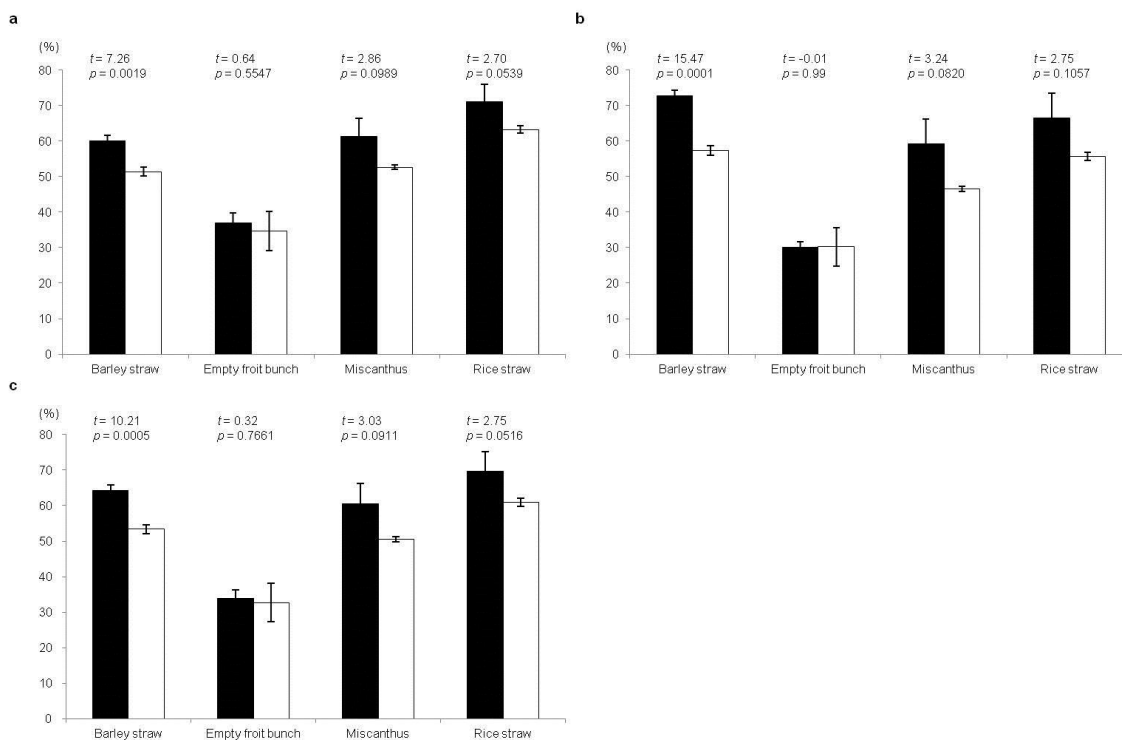 a
(%)
t = 7.26
p = 0.0019
t = 0.64
p = 0.5547
t = 2.86
p = 0.0989
t = 2.70
p = 0.0539
80
70
60
50
40
30
20
10
0
Barley straw
Empty froit bunch
Miscanthus
Rice straw
b
(%)
t = 15.47
p = 0.0001
t = -0.01
p = 0.99
t = 3.24
p = 0.0820
t = 2.75
p = 0.1057
80
70
60
50
40
30
20
10
0
Barley straw
Empty froit bunch
Miscanthus
Rice straw
c
(%)
t = 10.21
p = 0.0005
t = 0.32
p = 0.7661
t = 3.03
p = 0.0911
t = 2.75
p = 0.0516
80
70
60
50
40
30
20
10
0
Barley straw
Empty froit bunch
Miscanthus
Rice straw